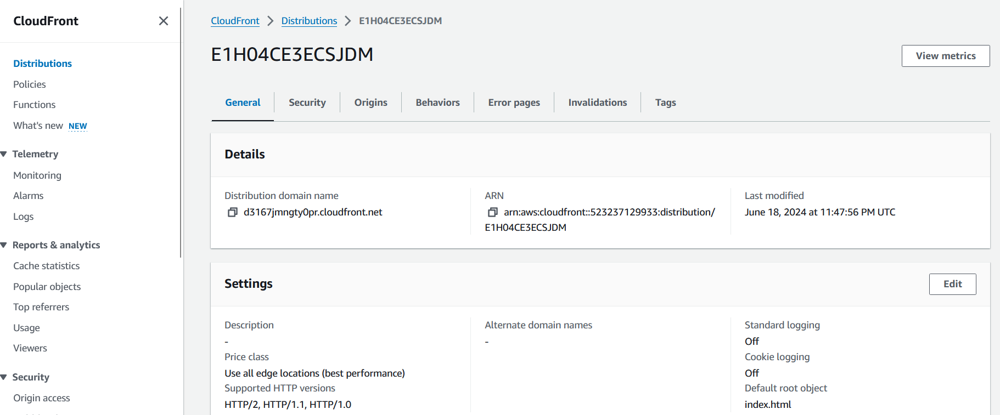 CloudFront
Distributions
Policies
Functions
What's new NEW
Telemetry
Monitoring
Alarms
Logs
Reports & analytics
Cache statistics
Popular objects
Top referrers
Usage
Viewers
Security
Origin access
CloudFront > Distributions > E1H04CE3ECSJDM
E1H04CE3ECSJDM
View metrics
General
Security
Origins
Behaviors
Error pages
Invalidations
Tags
Details
Distribution domain name
d3167jmngty0pr.cloudfront.net
ARN
arn:aws:cloudfront::523237129933:distribution/
E1H04CE3ECSJDM
Last modified
June 18, 2024 at 11:47:56 PM UTC
Settings
Edit
Description
-
Price class
Use all edge locations (best performance)
Supported HTTP versions
HTTP/2, HTTP/1.1, HTTP/1.0
Alternate domain names
-
Standard logging
Off
Cookie logging
Off
Default root object
index.html